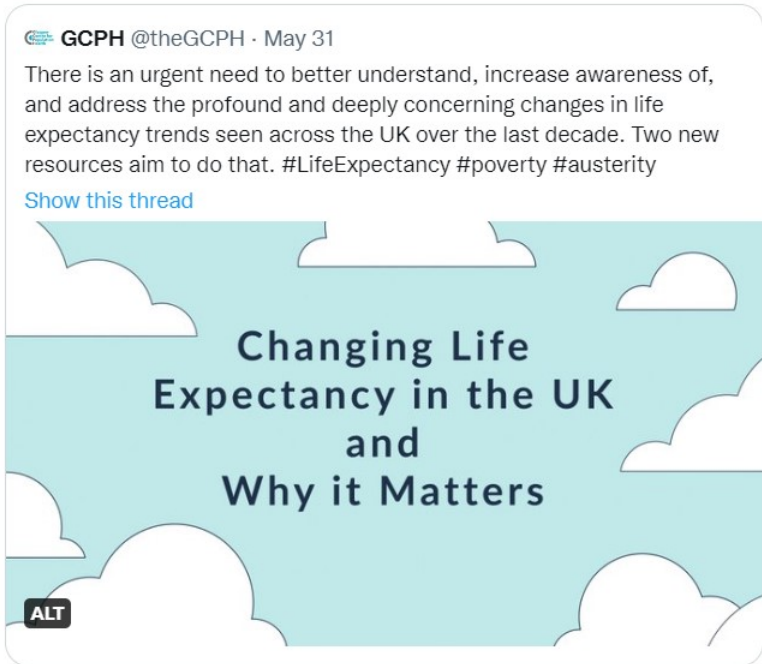 GCPH @theGCPH · May 31
There is an urgent need to better understand, increase awareness of,
and address the profound and deeply concerning changes in life
expectancy trends seen across the UK over the last decade. Two new
resources aim to do that. #LifeExpectancy #poverty #austerity
Show this thread
Changing Life
Expectancy in the UK
and
Why it Matters
ALT